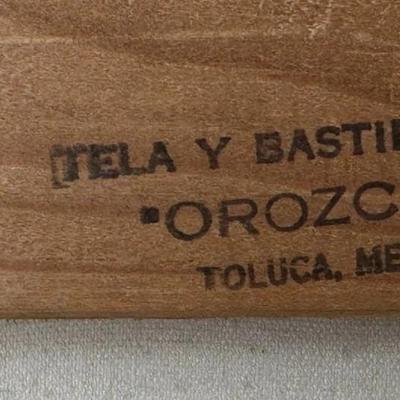 TELA Y BASTI
"OROZC
TOLUCA, ME